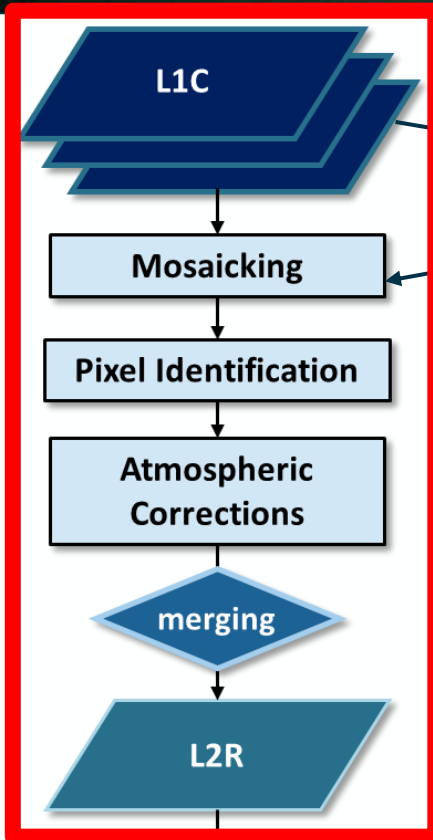 L1C
Mosaicking
Pixel Identification
Atmospheric
Corrections
merging
L2R